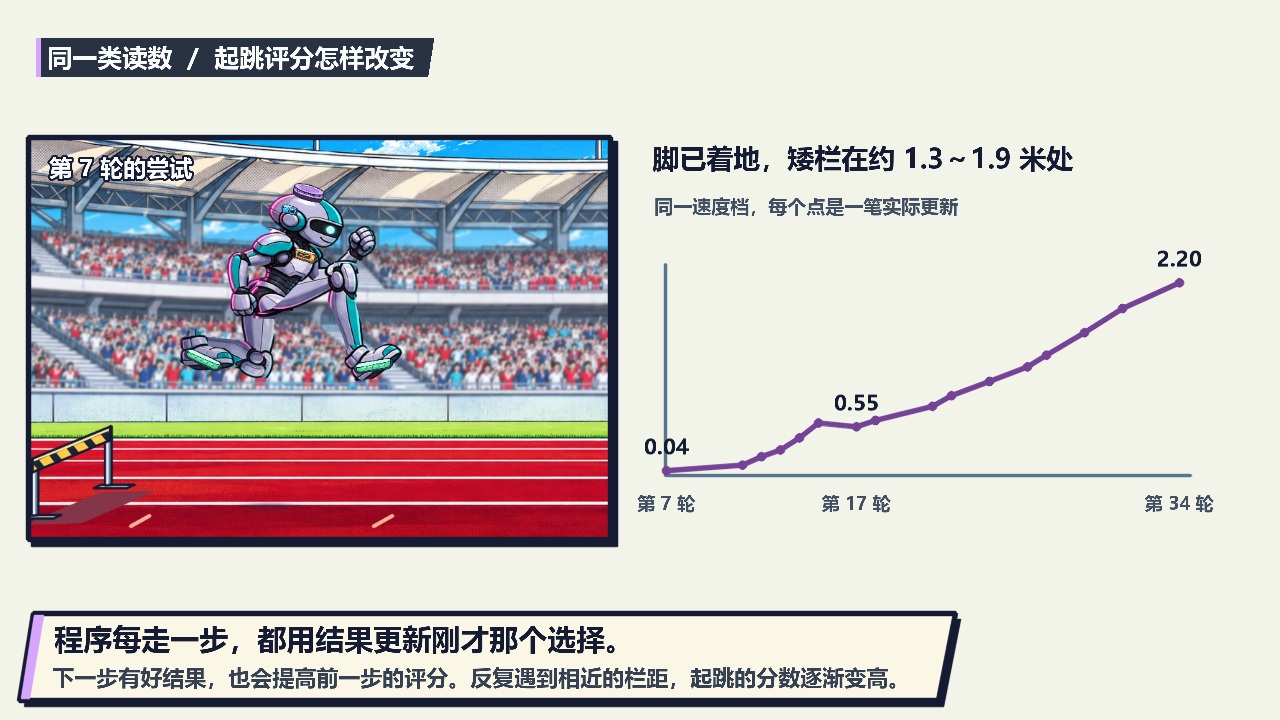 同一类读数 / 起跳评分怎样改变
第 7 轮的尝试
脚已着地，矮栏在约 1.3～1.9 米处
同一速度档，每个点是一笔实际更新
2.20
0.55
0.04
第 7 轮
第 17 轮
第 34 轮
程序每走一步，都用结果更新刚才那个选择。
下一步有好结果，也会提高前一步的评分。反复遇到相近的栏距，起跳的分数逐渐变高。